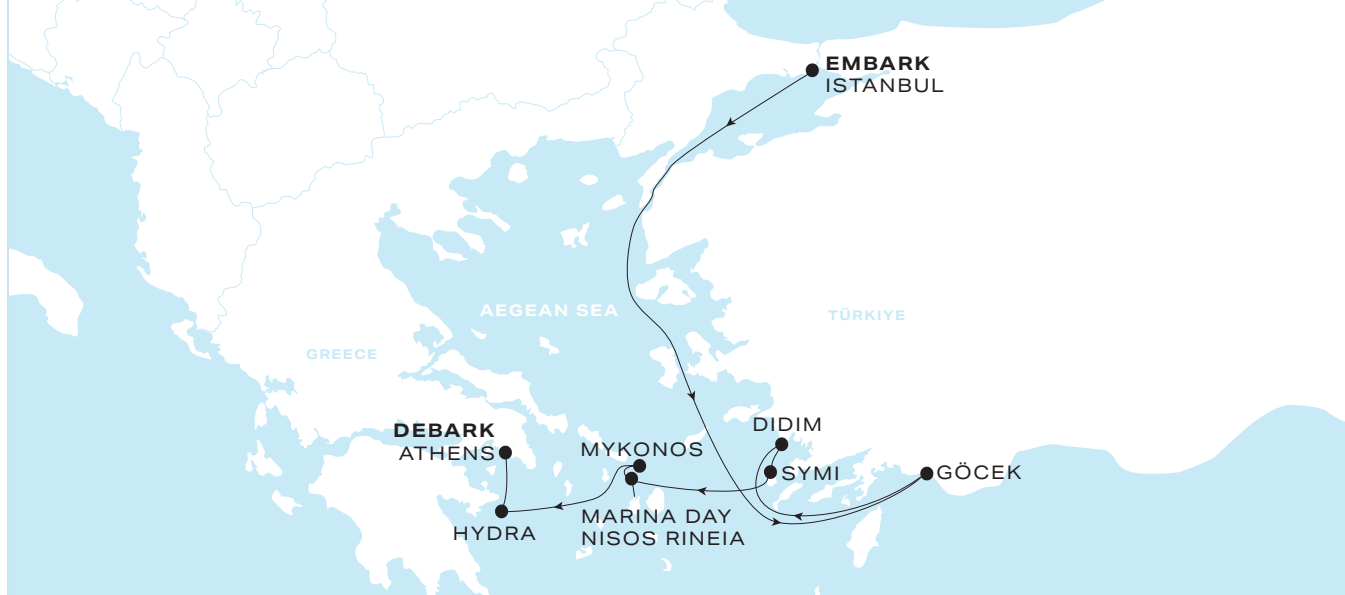 EMBARK
ISTANBUL
AEGEAN SEA
TÜRKIYE
GREECE
DEBARK
ATHENS
DIDIM
MYKONOS
SYMI
GÖCEK
MARINA DAY
NISOS RINEIA
HYDRA